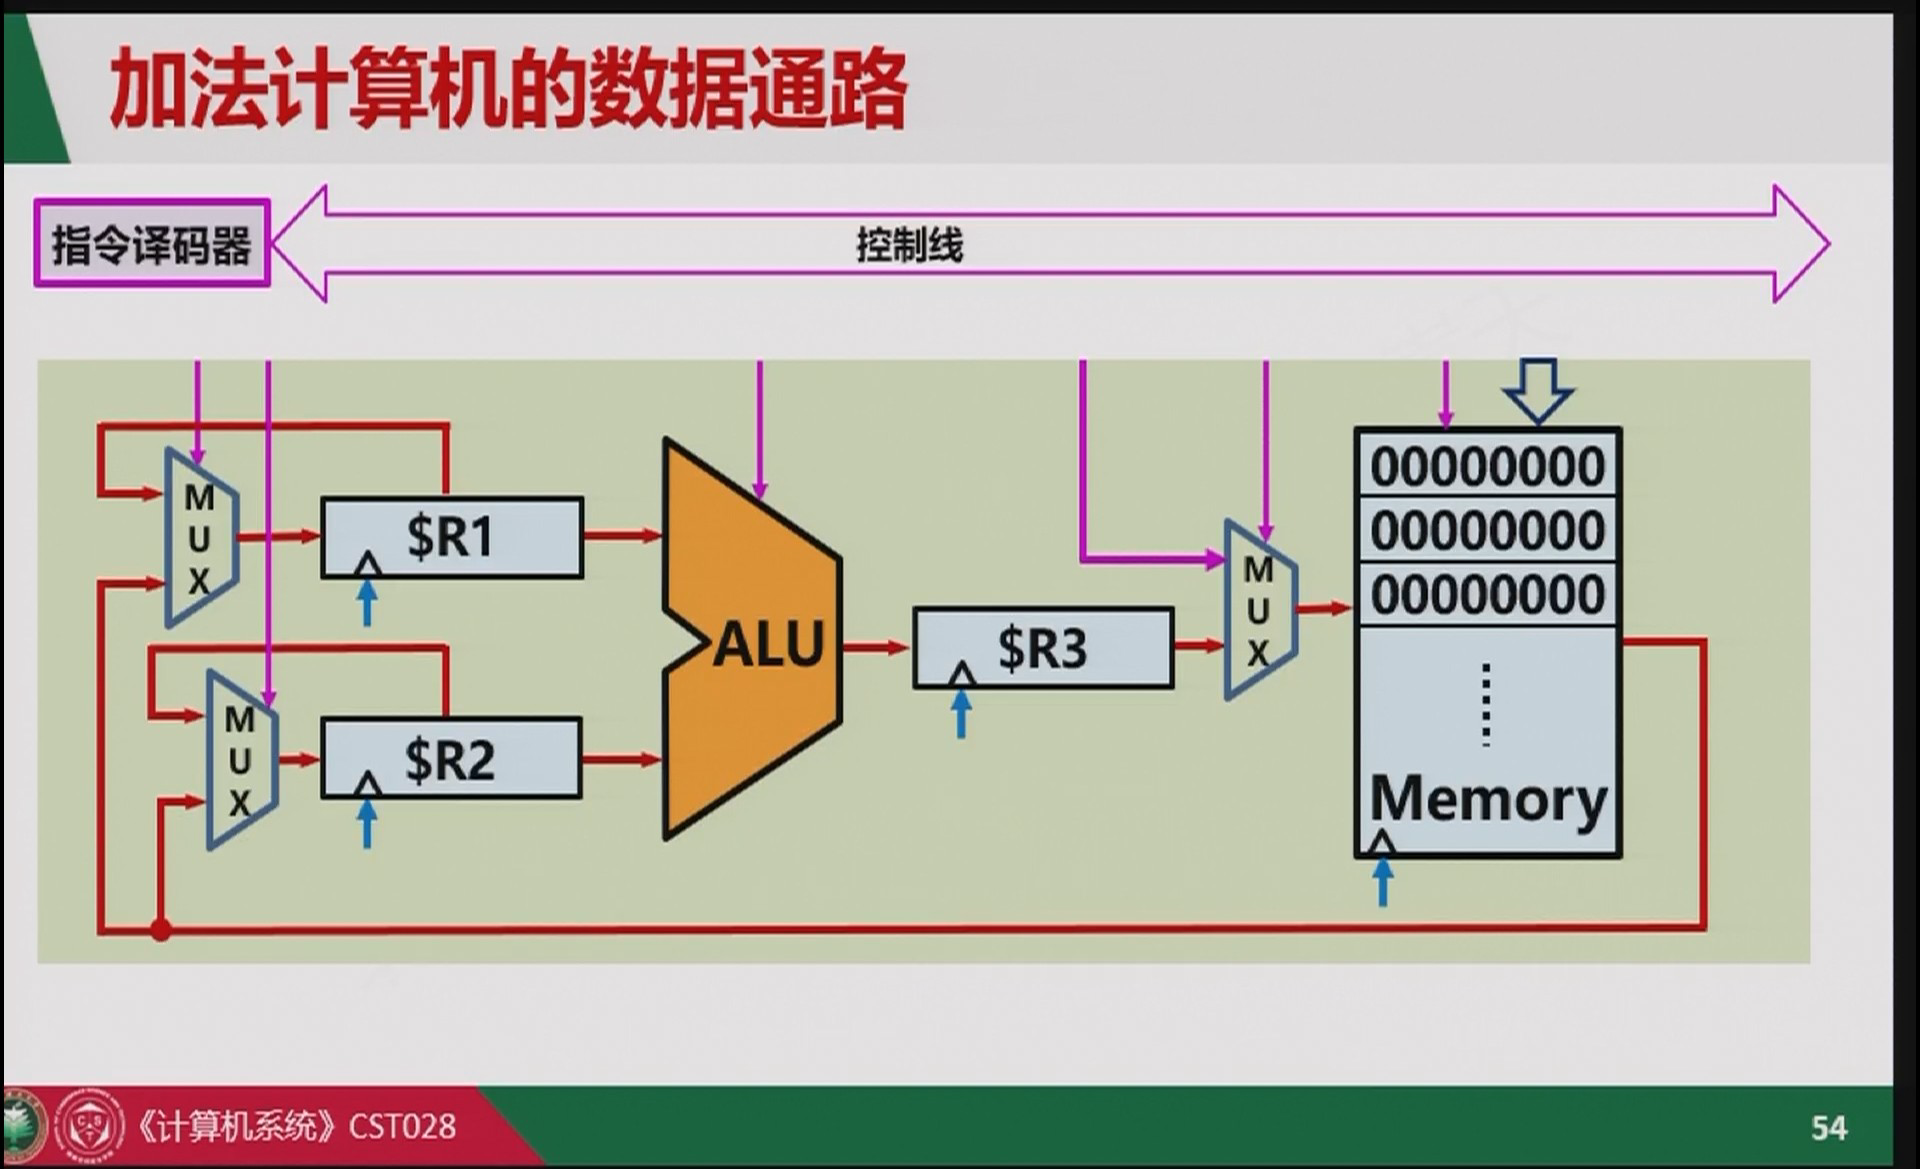 加法计算机的数据通路
指令译码器
控制线
MUX
$R1
MUX
$R2
ALU
$R3
MUX
00000000
00000000
00000000
Memory
《计算机系统》CST028
54